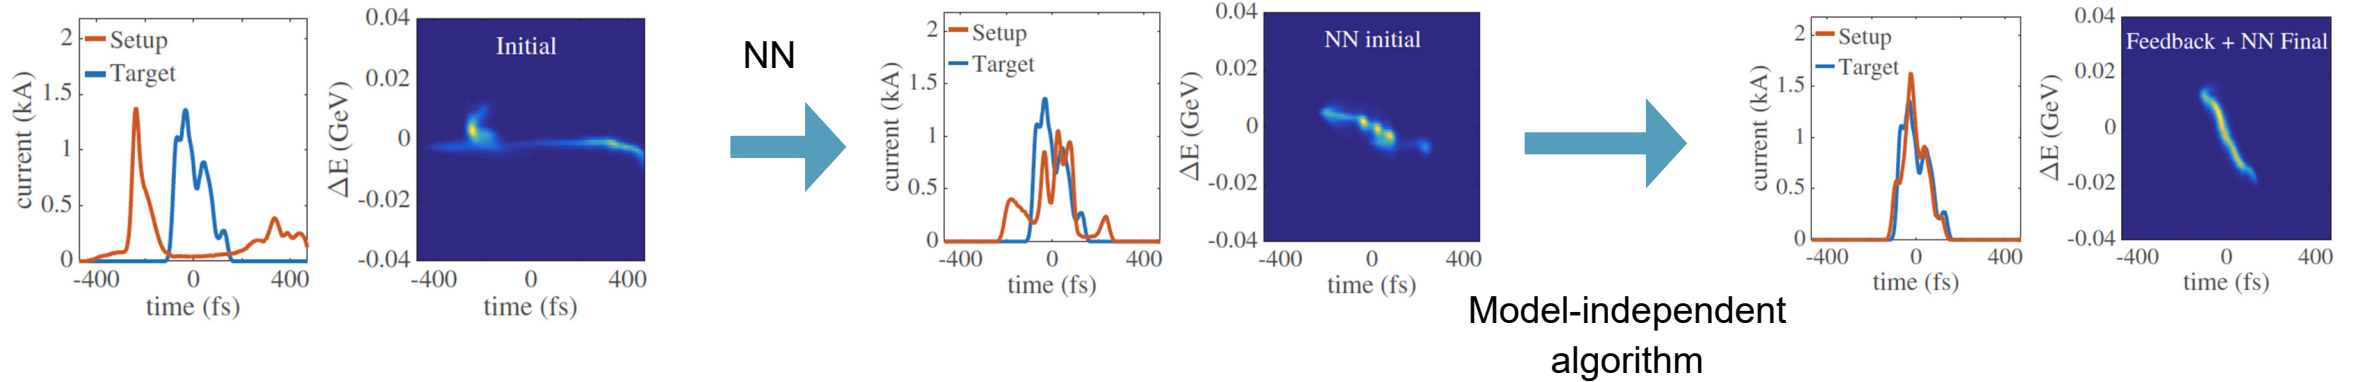 Setup
Target
2
1.5
1
0.5
0
current (kA)
-400
0
400
time (fs)
0.04
0.02
0
-0.02
-0.04
ΔE (GeV)
Initial
-400
0
400
time (fs)
NN
Setup
Target
2
1.5
1
0.5
0
current (kA)
-400
0
400
time (fs)
0.04
0.02
0
-0.02
-0.04
ΔE (GeV)
NN initial
-400
0
400
time (fs)
Model-independent
algorithm
Setup
Target
2
1.5
1
0.5
0
current (kA)
-400
0
400
time (fs)
0.04
0.02
0
-0.02
-0.04
ΔE (GeV)
Feedback + NN Final
-400
0
400
time (fs)